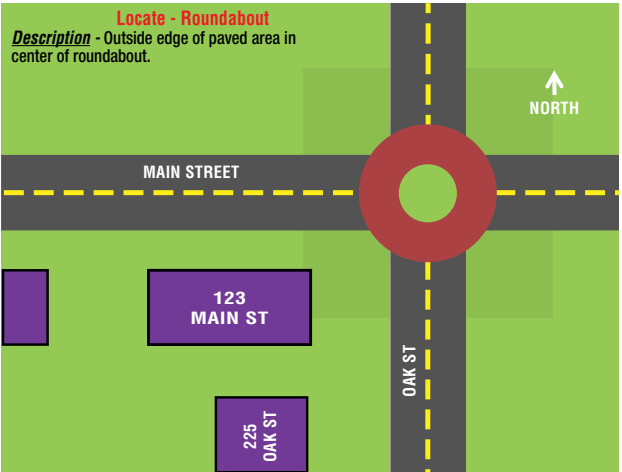 Locate - Roundabout
Description - Outside edge of paved area in
center of roundabout.
NORTH
MAIN STREET
123
MAIN ST
OAK ST
225
OAK ST